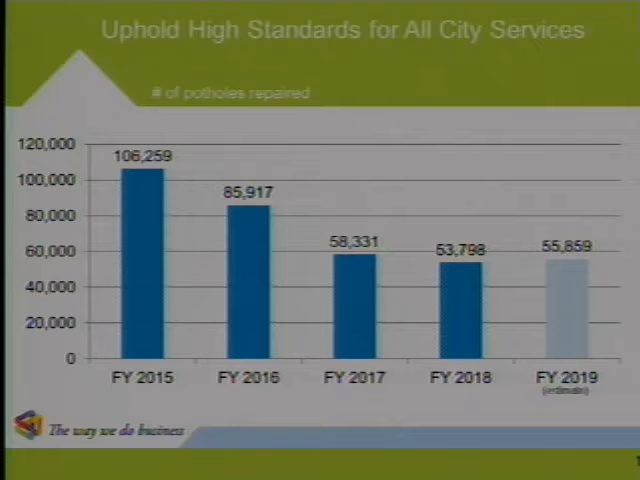 Uphold High Standards for All City Services
# of potholes repaired
120,000
100,000
80,000
60,000
40,000
20,000
0
106,259
85,917
58,331
53,798
55,859
FY 2015
FY 2016
FY 2017
FY 2018
FY 2019
(estimate)
The way we do business
1